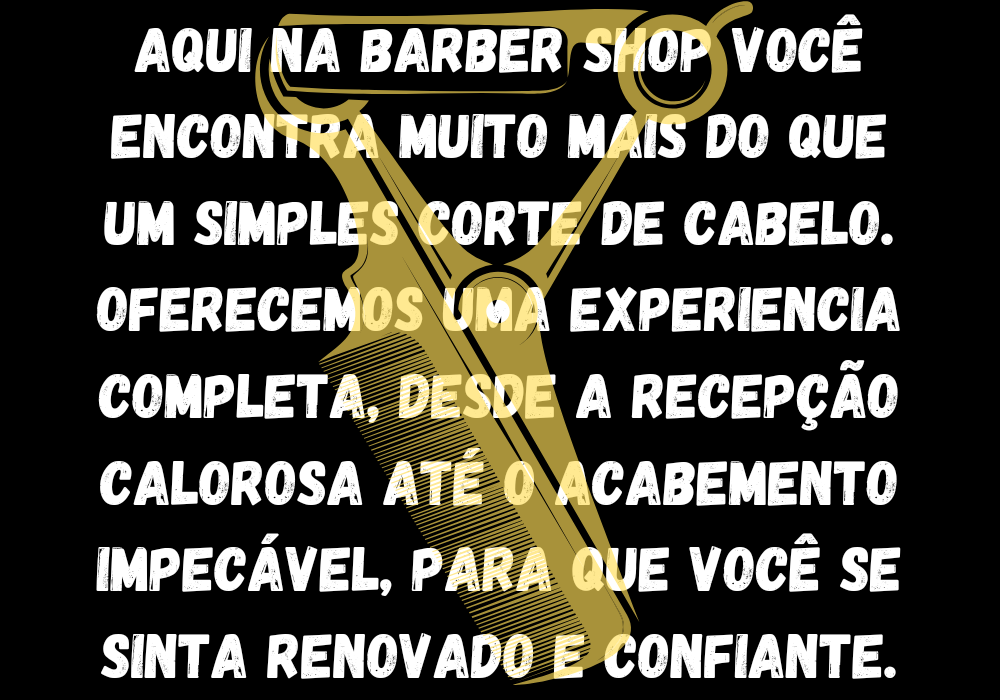 AQUI NA BARBER SHOP VOCÊ
ENCONTRA MUITO MAIS DO QUE
UM SIMPLES CORTE DE CABELO.
OFERECEMOS UMA EXPERIENCIA
COMPLETA, DESDE A RECEPÇÃO
CALOROSA ATÉ O ACABEMENTO
IMPECÁVEL, PARA QUE VOCÊ SE
SINTA RENOVADO E CONFIANTE.